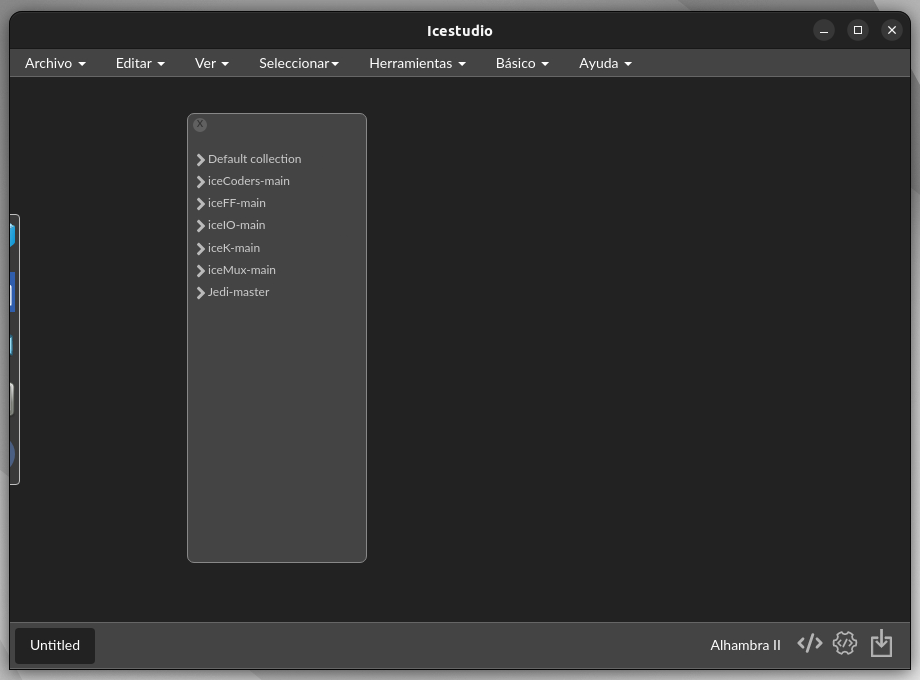 Icestudio
Archivo Editar Ver Seleccionar Herramientas Básico Ayuda
Default collection
iceCoders-main
iceFF-main
iceIO-main
iceK-main
iceMux-main
Jedi-master
Untitled
Alhambra II